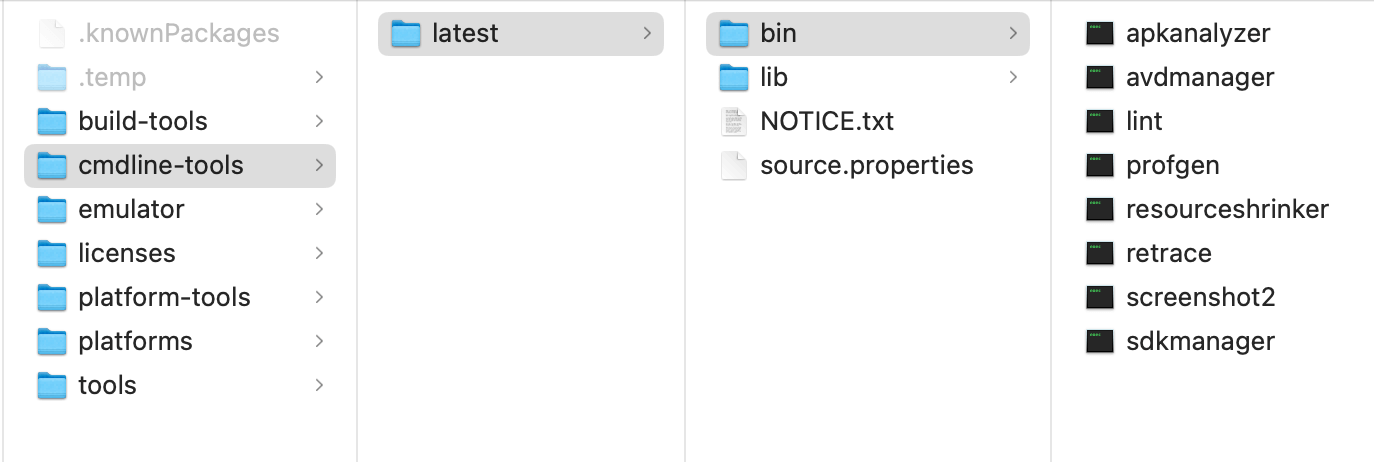 .knownPackages
.temp
build-tools
cmdline-tools
emulator
licenses
platform-tools
platforms
tools
latest
bin
lib
NOTICE.txt
source.properties
apkanalyzer
avdmanager
lint
profgen
resourceshrinker
retrace
screenshot2
sdkmanager